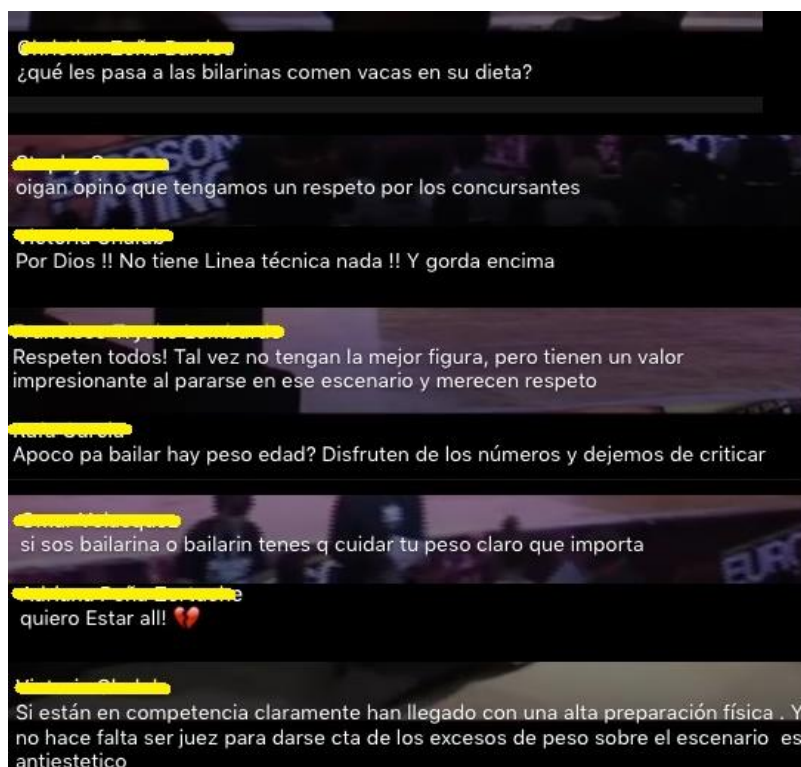 ¿qué les pasa a las bilarinas comen vacas en su dieta?
oigan opino que tengamos un respeto por los concursantes
Por Dios !! No tiene Linea técnica nada !! Y gorda encima
Respeten todos! Tal vez no tengan la mejor figura, pero tienen un valor
impresionante al pararse en ese escenario y merecen respeto
Apoco pa bailar hay peso edad? Disfruten de los números y dejemos de criticar
si sos bailarina o bailarin tenes q cuidar tu peso claro que importa
EURO
quiero Estar all! 💔
Si están en competencia claramente han llegado con una alta preparación física . Y
no hace falta ser juez para darse cta de los excesos de peso sobre el escenario es
antiestetico